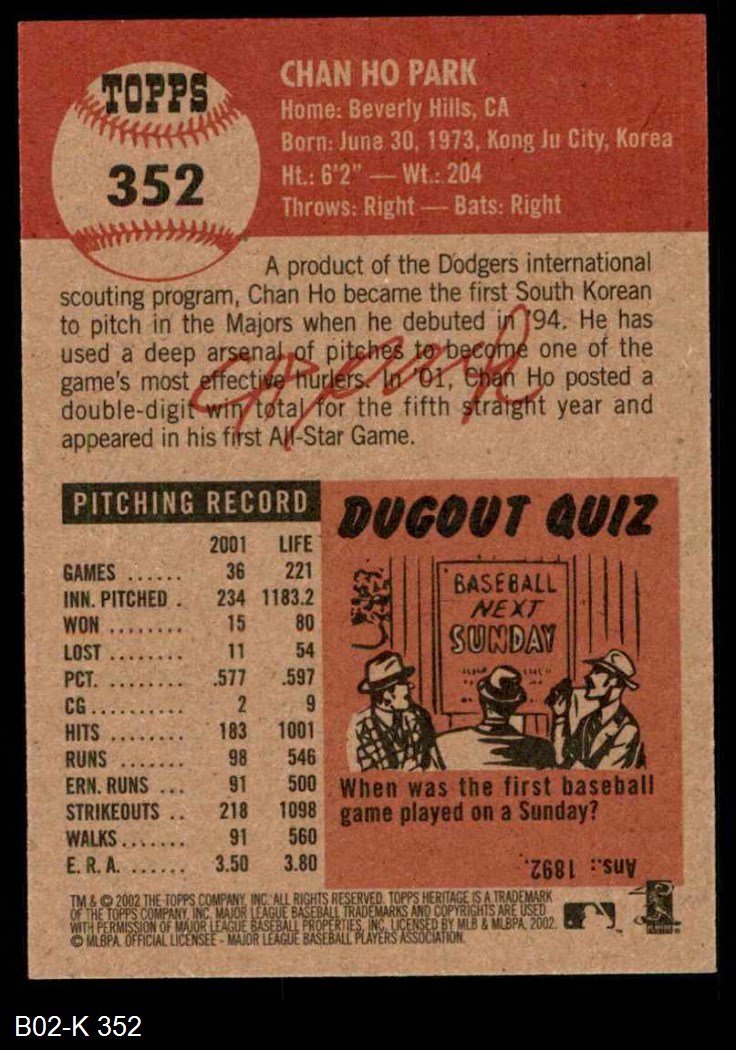 TOPPS
352
CHAN HO PARK
Home: Beverly Hills, CA
Born: June 30, 1973, Kong Ju City, Korea
Ht.: 6'2" — Wt.: 204
Throws: Right — Bats: Right
A product of the Dodgers international
scouting program, Chan Ho became the first South Korean
to pitch in the Majors when he debuted in '94. He has
used a deep arsenal of pitches to become one of the
game's most effective hurlers. In '01, Chan Ho posted a
double-digit win total for the fifth straight year and
appeared in his first All-Star Game.
PITCHING RECORD
2001 LIFE
GAMES ...... 36 221
INN. PITCHED . 234 1183.2
WON ........ 15 80
LOST ........ 11 54
PCT. ........ .577 .597
CG .......... 2 9
HITS ........ 183 1001
RUNS ........ 98 546
ERN. RUNS ... 91 500
STRIKEOUTS .. 218 1098
WALKS ....... 91 560
E. R. A. ...... 3.50 3.80
DUGOUT QUIZ
BASEBALL
NEXT
SUNDAY
When was the first baseball
game played on a Sunday?
Ans.: 1892.
TM & © 2002 THE TOPPS COMPANY, INC. ALL RIGHTS RESERVED. TOPPS HERITAGE IS A TRADEMARK
OF THE TOPPS COMPANY, INC. MAJOR LEAGUE BASEBALL TRADEMARKS AND COPYRIGHTS ARE USED
WITH PERMISSION OF MAJOR LEAGUE BASEBALL PROPERTIES, INC. LICENSED BY MLB & MLBPA, 2002.
© MLBPA. OFFICIAL LICENSEE - MAJOR LEAGUE BASEBALL PLAYERS ASSOCIATION.
B02-K 352